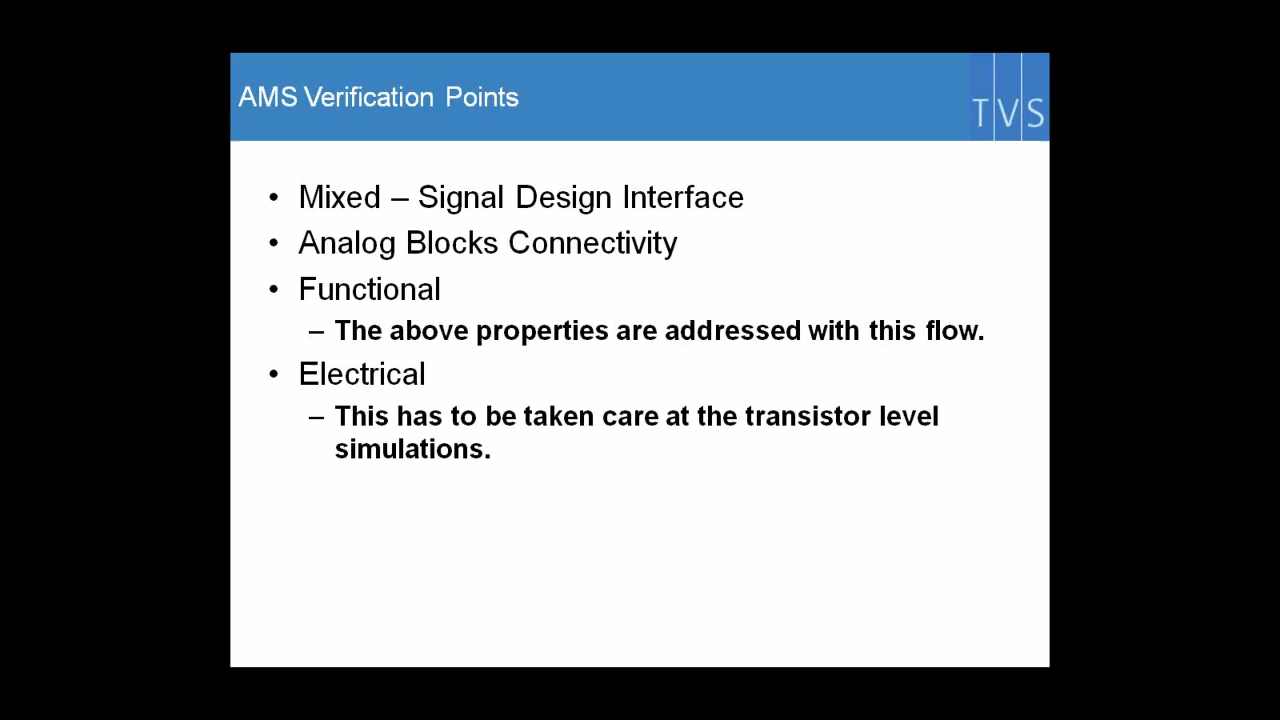 AMS Verification Points
TVS
• Mixed – Signal Design Interface
• Analog Blocks Connectivity
• Functional
– The above properties are addressed with this flow.
• Electrical
– This has to be taken care at the transistor level
simulations.